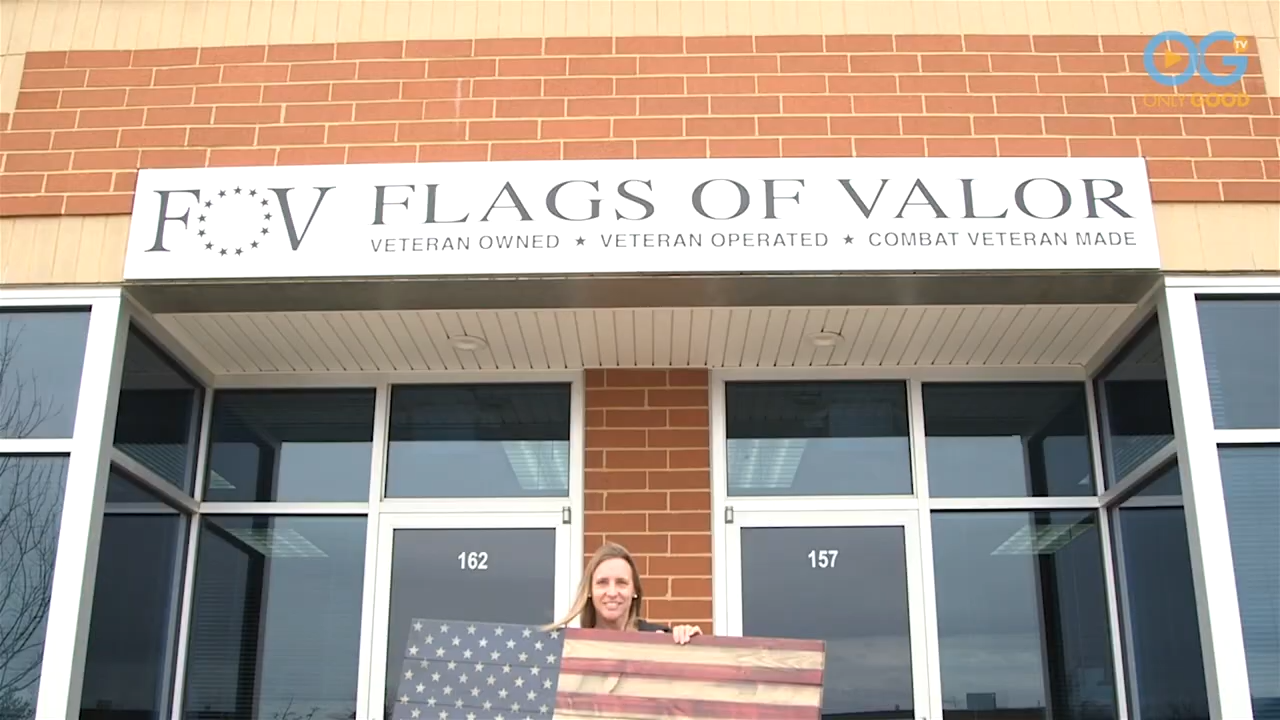 OG TV
ONLY GOOD
FOV FLAGS OF VALOR
VETERAN OWNED ★ VETERAN OPERATED ★ COMBAT VETERAN MADE
162
157